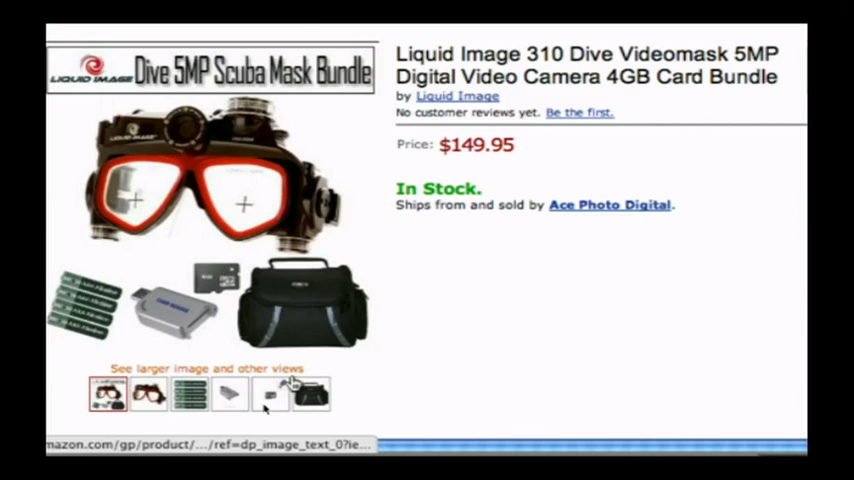 LIQUID IMAGE Dive 5MP Scuba Mask Bundle
Liquid Image 310 Dive Videomask 5MP
Digital Video Camera 4GB Card Bundle
by Liquid Image
No customer reviews yet. Be the first.
Price: $149.95
In Stock.
Ships from and sold by Ace Photo Digital.
LIQUID IMAGE
See larger image and other views
mazon.com/gp/product/.../ref=dp_image_text_0?ie...